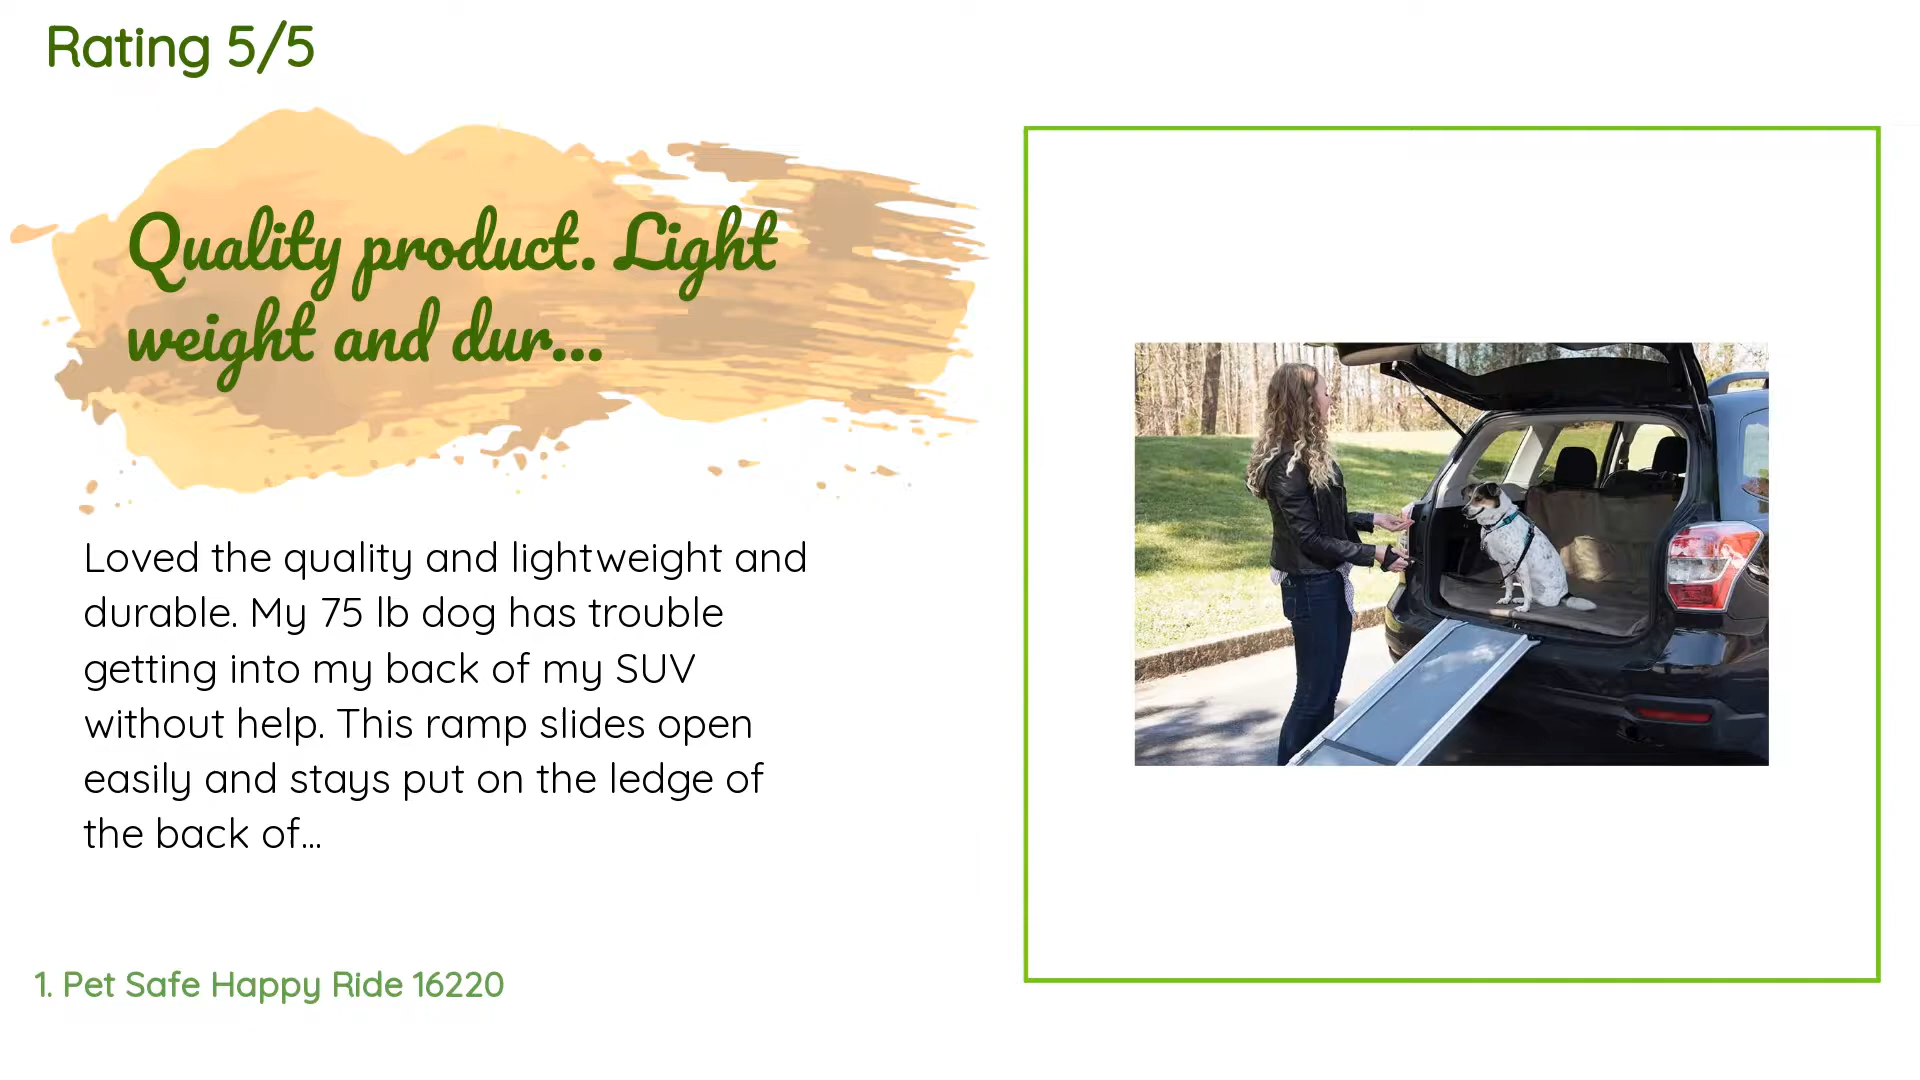 Rating 5/5
Quality product. Light
weight and dur...
Loved the quality and lightweight and
durable. My 75 lb dog has trouble
getting into my back of my SUV
without help. This ramp slides open
easily and stays put on the ledge of
the back of...
1. Pet Safe Happy Ride 16220